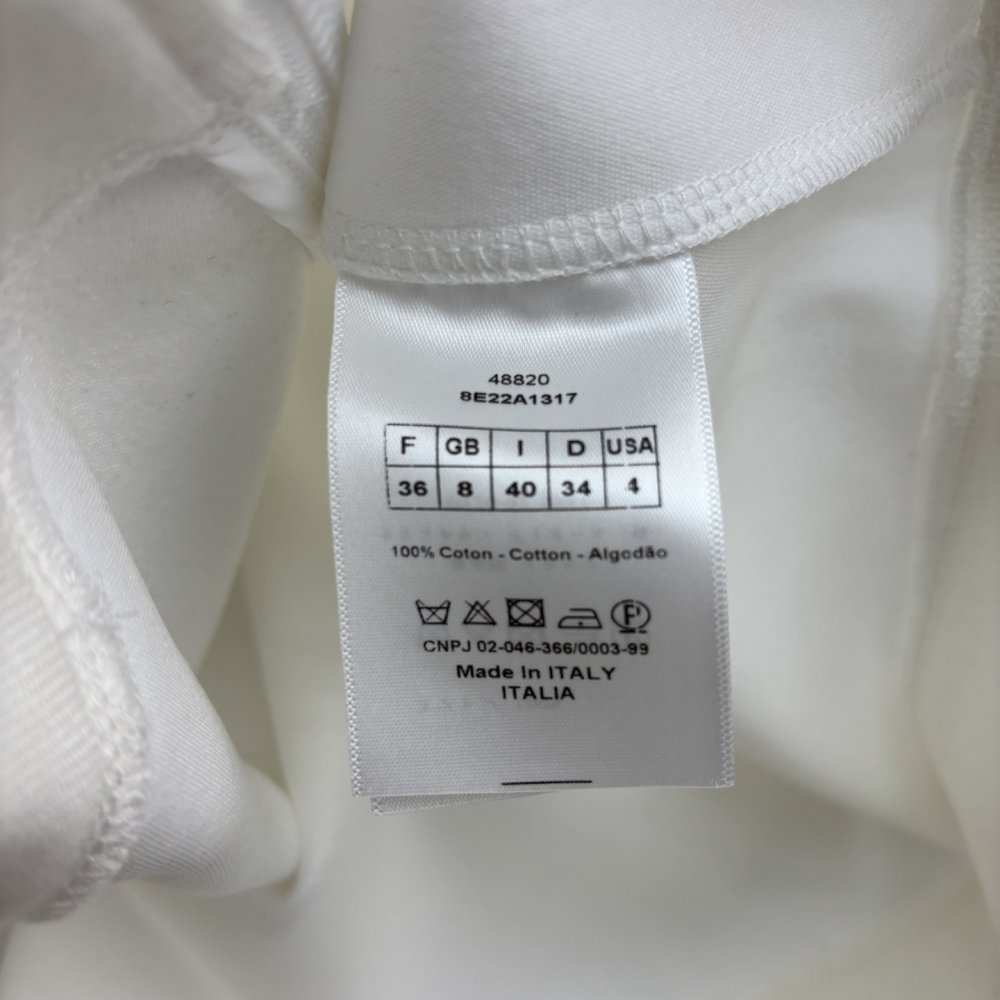 48820
8E22A1317
F GB I D USA
36 8 40 34 4
100% Coton - Cotton - Algodão
P
CNPJ 02-046-366/0003-99
Made In ITALY
ITALIA